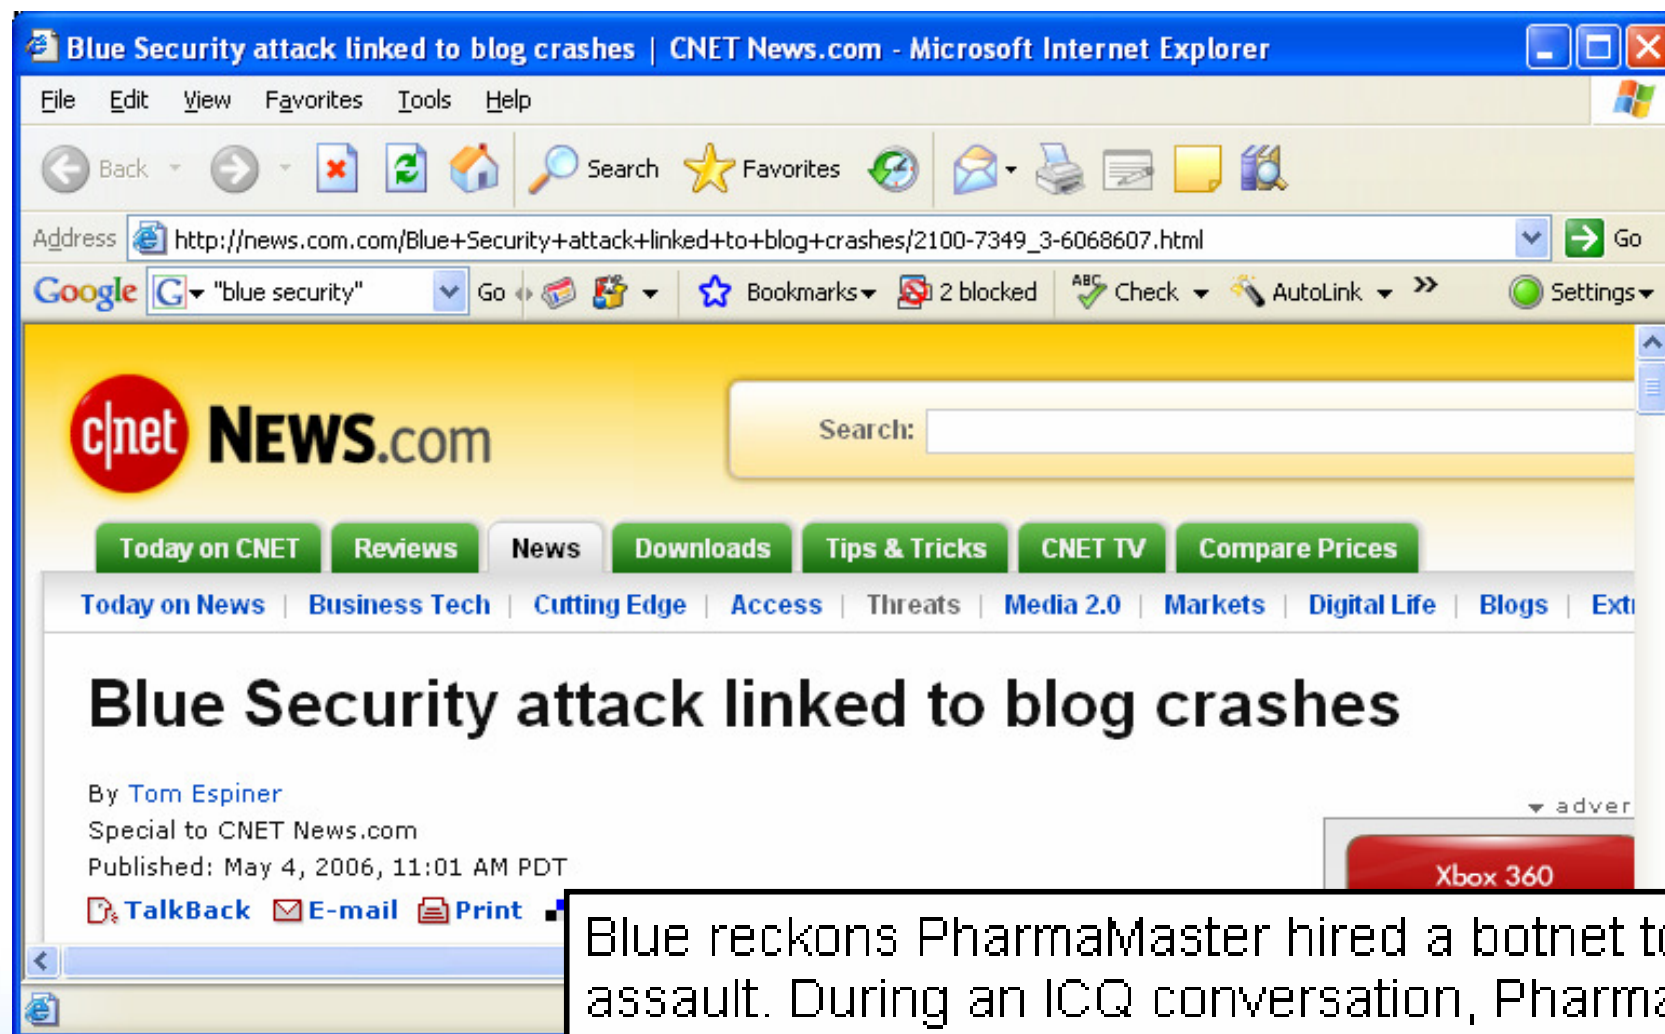 Blue Security attack linked to blog crashes | CNET News.com - Microsoft Internet Explorer
File Edit View Favorites Tools Help
Back Search Favorites
Address http://news.com.com/Blue+Security+attack+linked+to+blog+crashes/2100-7349_3-6068607.html Go
Google G "blue security" Go Bookmarks 2 blocked ABC Check AutoLink » Settings
c|net NEWS.com Search:
Today on CNET Reviews News Downloads Tips & Tricks CNET TV Compare Prices
Today on News | Business Tech | Cutting Edge | Access | Threats | Media 2.0 | Markets | Digital Life | Blogs | Ext
Blue Security attack linked to blog crashes
By Tom Espiner
adver
Special to CNET News.com
Published: May 4, 2006, 11:01 AM PDT
Xbox 360
TalkBack E-mail Print
Blue reckons PharmaMaster hired a botnet to
assault. During an ICQ conversation, Pharma